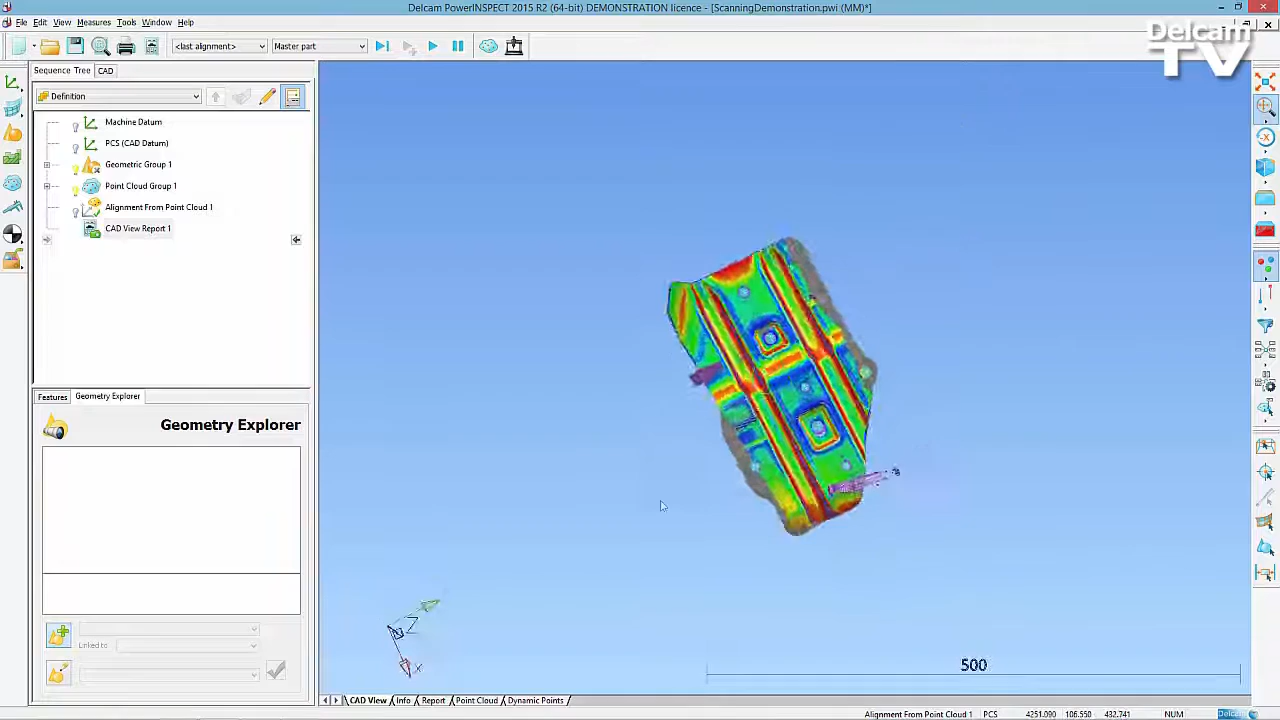 Delcam PowerINSPECT 2015 R2 (64-bit) DEMONSTRATION licence - [ScanningDemonstration.pwi (MM)*]
File Edit View Measures Tools Window Help
<last alignment> Master part
Delcam
TV
Sequence Tree CAD
Definition
Machine Datum
PCS (CAD Datum)
Geometric Group 1
Point Cloud Group 1
Alignment From Point Cloud 1
CAD View Report 1
Features Geometry Explorer
Geometry Explorer
Linked to:
X
500
CAD View Info Report Point Cloud Dynamic Points
Alignment From Point Cloud 1 PCS 4251.090 106.550 432.741 NUM Delcam